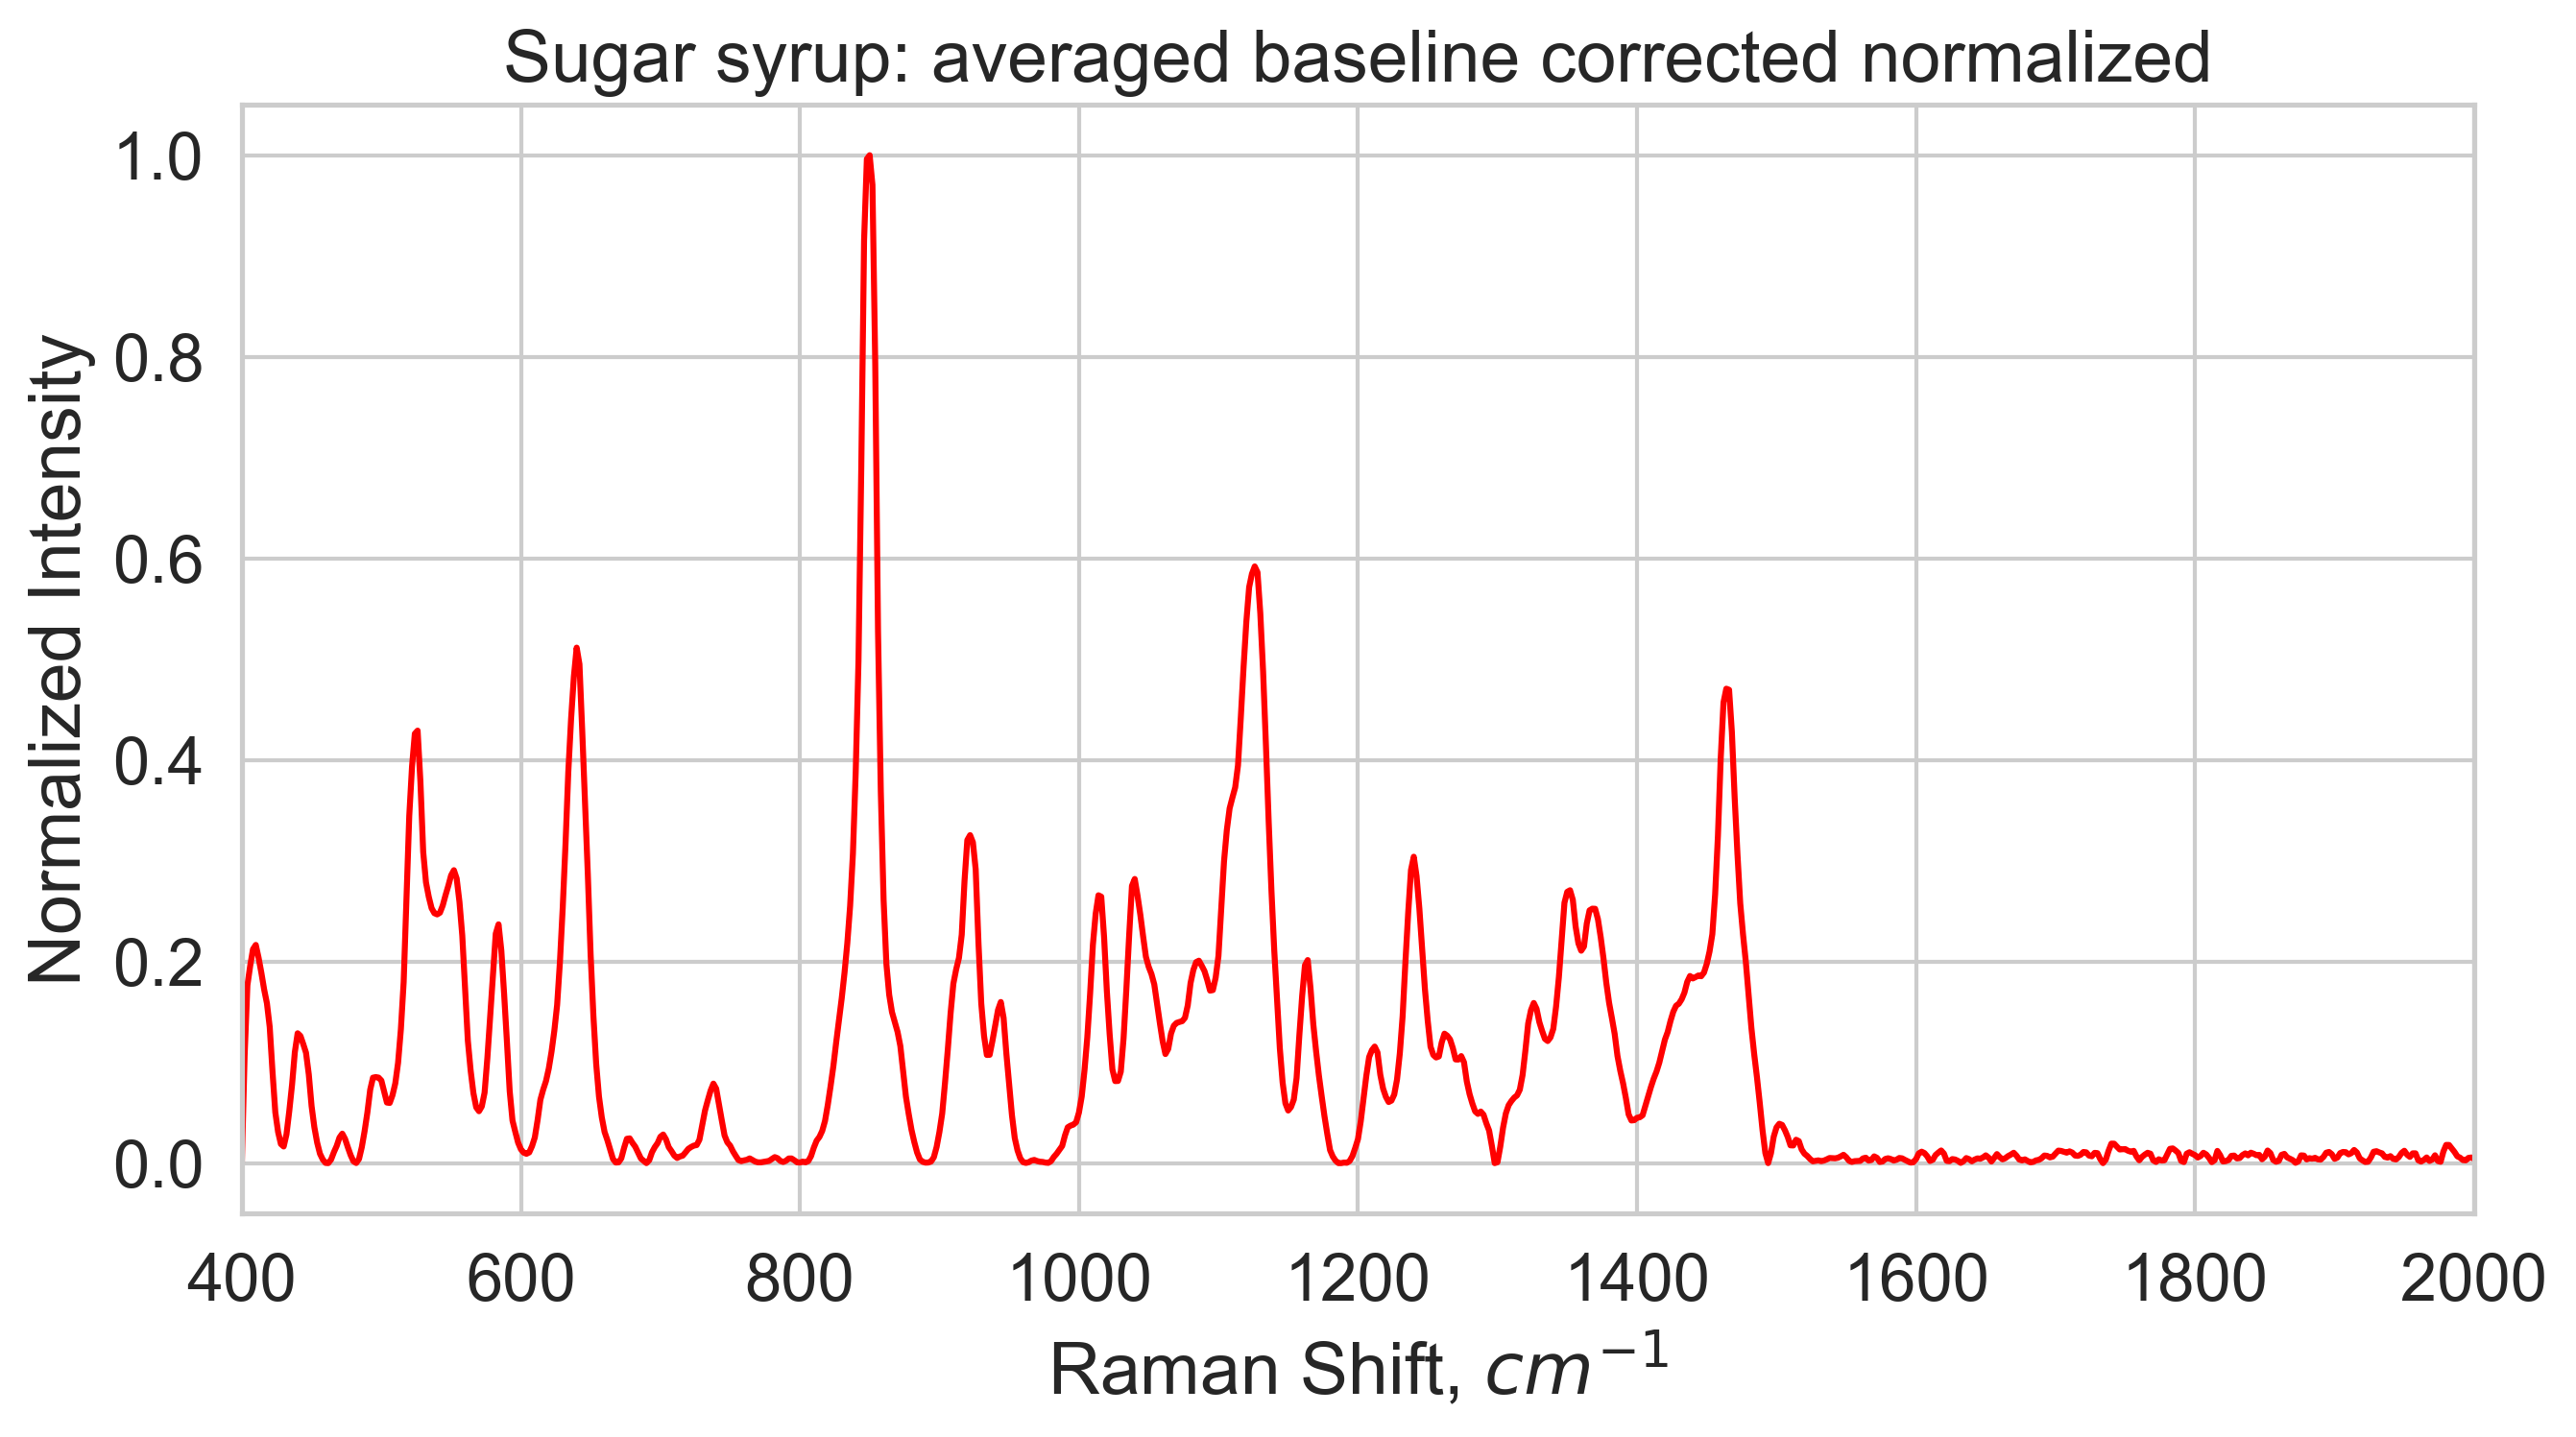 Sugar syrup: averaged baseline corrected normalized
Normalized Intensity
1.0
0.8
0.6
0.4
0.2
0.0
400 600 800 1000 1200 1400 1600 1800 2000
Raman Shift, cm⁻¹